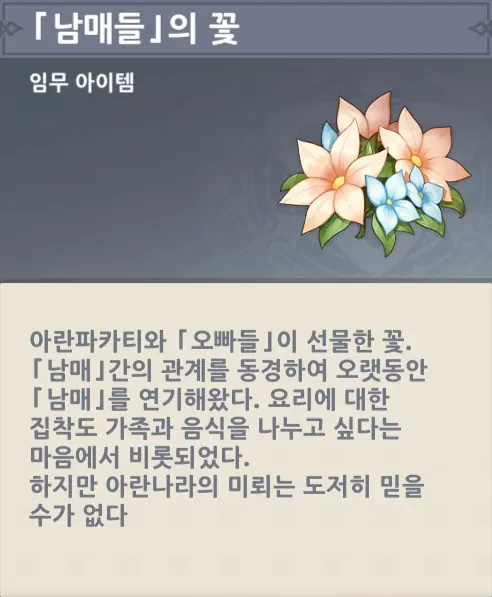 「남매들」의 꽃
임무 아이템
아란파카티와 「오빠들」이 선물한 꽃.
「남매」간의 관계를 동경하여 오랫동안
「남매」를 연기해왔다. 요리에 대한
집착도 가족과 음식을 나누고 싶다는
마음에서 비롯되었다.
하지만 아란나라의 미뢰는 도저히 믿을
수가 없다